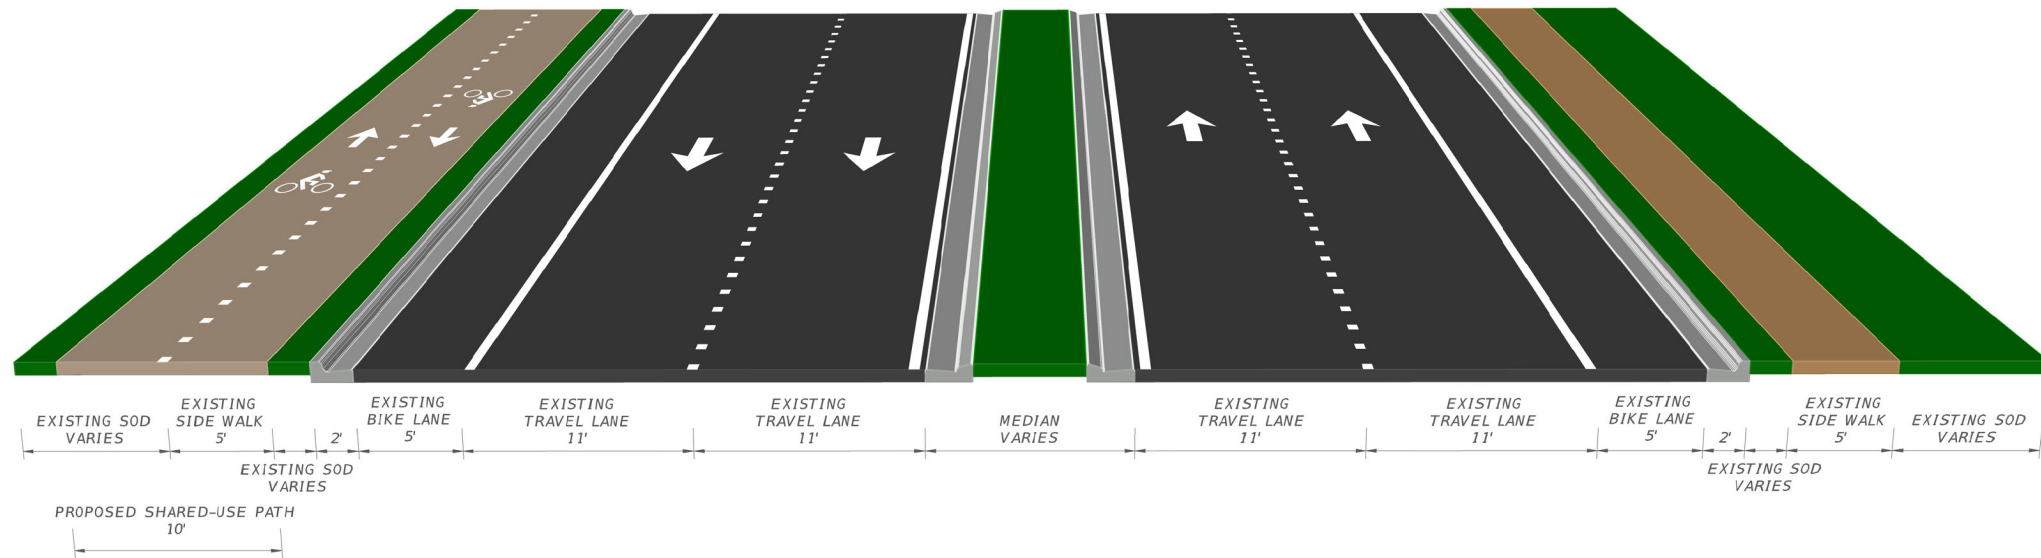 EXISTING SOD
VARIES
EXISTING
SIDE WALK
5'
EXISTING SOD
VARIES
2'
EXISTING
BIKE LANE
5'
EXISTING
TRAVEL LANE
11'
EXISTING
TRAVEL LANE
11'
MEDIAN
VARIES
EXISTING
TRAVEL LANE
11'
EXISTING
TRAVEL LANE
11'
EXISTING
BIKE LANE
5'
2'
EXISTING SOD
VARIES
EXISTING
SIDE WALK
5'
EXISTING SOD
VARIES
PROPOSED SHARED-USE PATH
10'